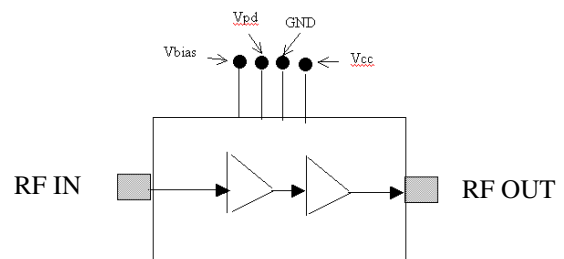 Vpd
GND
Vbias
Vcc
RF IN
RF OUT